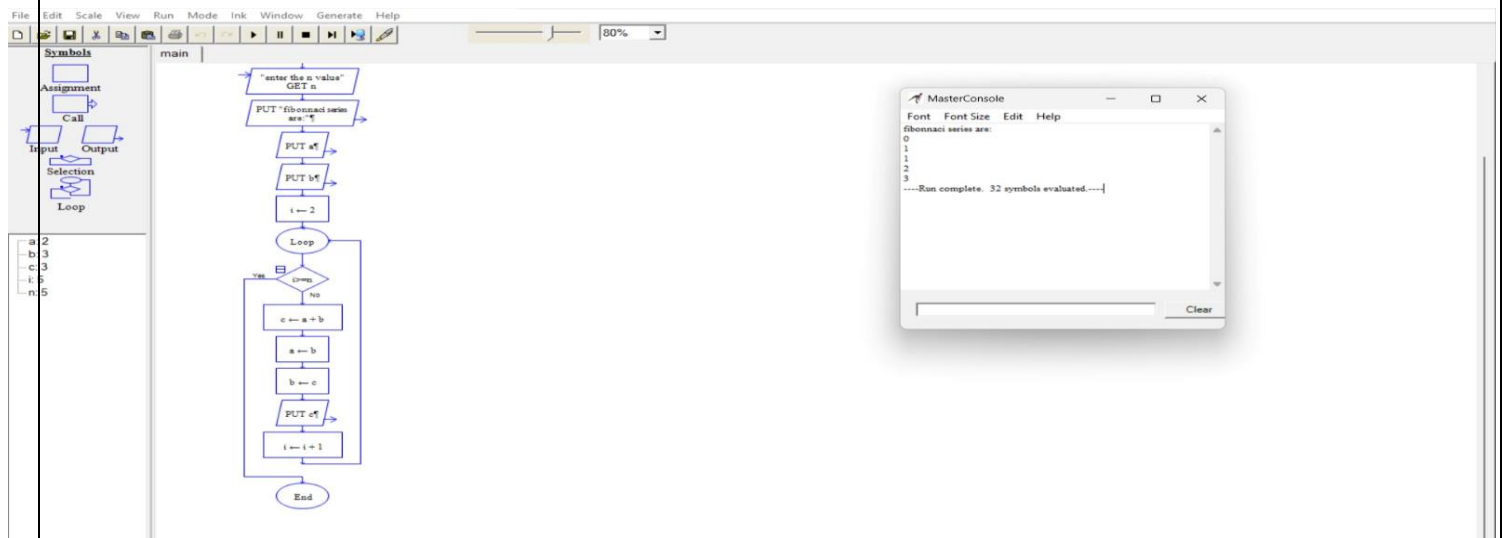 File Edit Scale View Run Mode Ink Window Generate Help
80%
Symbols
main
Assignment
Call
Input Output
Selection
Loop
a: 2
b: 3
c: 3
i: 5
n: 5
"enter the n value"
GET n
PUT "fibonnaci series
are:"¶
PUT a¶
PUT b¶
i ← 2
Loop
Yes
i>=n
No
c ← a + b
a ← b
b ← c
PUT c¶
i ← i + 1
End
MasterConsole
Font Font Size Edit Help
fibonnaci series are:
0
1
1
2
3
----Run complete. 32 symbols evaluated.----
Clear